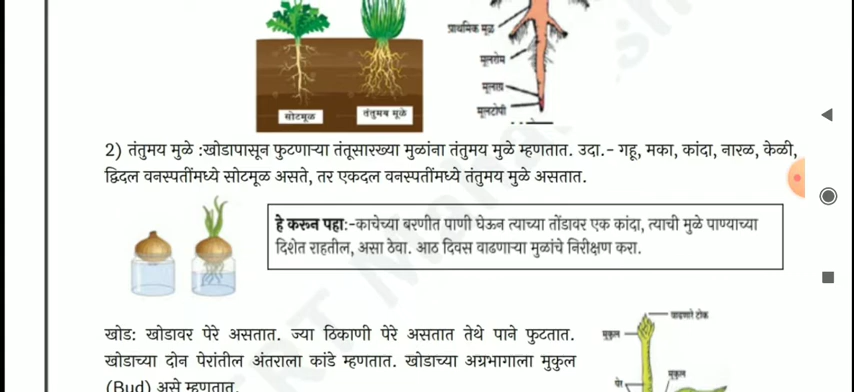 प्राथमिक मूळ
मूलरोम
मूलाग्र
मूलटोपी
सोटमूळ
तंतुमय मूळे
2) तंतुमय मुळे :खोडापासून फुटणाऱ्या तंतूसारख्या मुळांना तंतुमय मुळे म्हणतात. उदा.- गहू, मका, कांदा, नारळ, केळी,
द्विदल वनस्पतींमध्ये सोटमूळ असते, तर एकदल वनस्पतींमध्ये तंतुमय मुळे असतात.
हे करून पहा:-काचेच्या बरणीत पाणी घेऊन त्याच्या तोंडावर एक कांदा, त्याची मुळे पाण्याच्या
दिशेत राहतील, असा ठेवा. आठ दिवस वाढणाऱ्या मुळांचे निरीक्षण करा.
खोड: खोडावर पेरे असतात. ज्या ठिकाणी पेरे असतात तेथे पाने फुटतात.
खोडाच्या दोन पेरांतील अंतराला कांडे म्हणतात. खोडाच्या अग्रभागाला मुकुल
(Bud) असे म्हणतात.
वाढणारे टोक
मुकुल
पेर
मुकुल